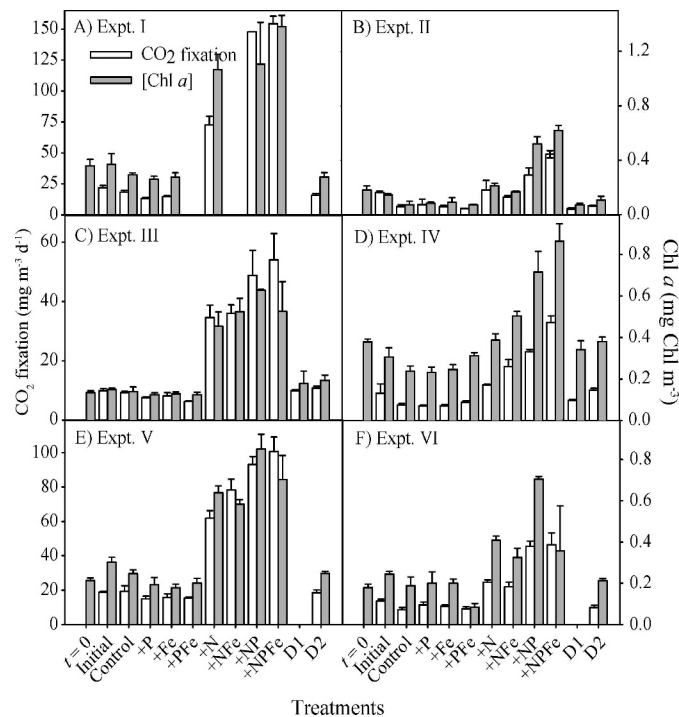 A) Expt. I
CO2 fixation
[Chl a]
B) Expt. II
C) Expt. III
D) Expt. IV
E) Expt. V
F) Expt. VI
150
125
100
75
50
25
0
60
40
20
0
100
80
60
40
20
0
1.2
0.8
0.4
0.0
0.8
0.6
0.4
0.2
0.0
0.8
0.6
0.4
0.2
0.0
CO2 fixation (mg m-3 d-1)
Chl a (mg Chl m-3)
t = 0
Initial
Control
+P
+Fe
+PFe
+N
+NFe
+NP
+NPFe
D1
D2
t = 0
Initial
Control
+P
+Fe
+PFe
+N
+NFe
+NP
+NPFe
D1
D2
Treatments